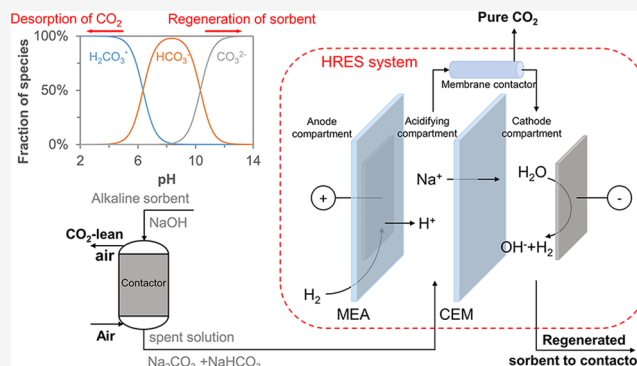 Desorption of CO2
Regeneration of sorbent
100%
50%
0%
Fraction of species
H2CO3*
HCO3-
CO3^2-
2
6
10
14
pH
Alkaline sorbent
NaOH
CO2-lean
air
Contactor
Air
spent solution
Na2CO3 +NaHCO3
Pure CO2
HRES system
Membrane contactor
Anode
compartment
Acidifying
compartment
Cathode
compartment
+
Na+
H+
H2
MEA
CEM
H2O
OH-+H2
-
Regenerated
sorbent to contacto